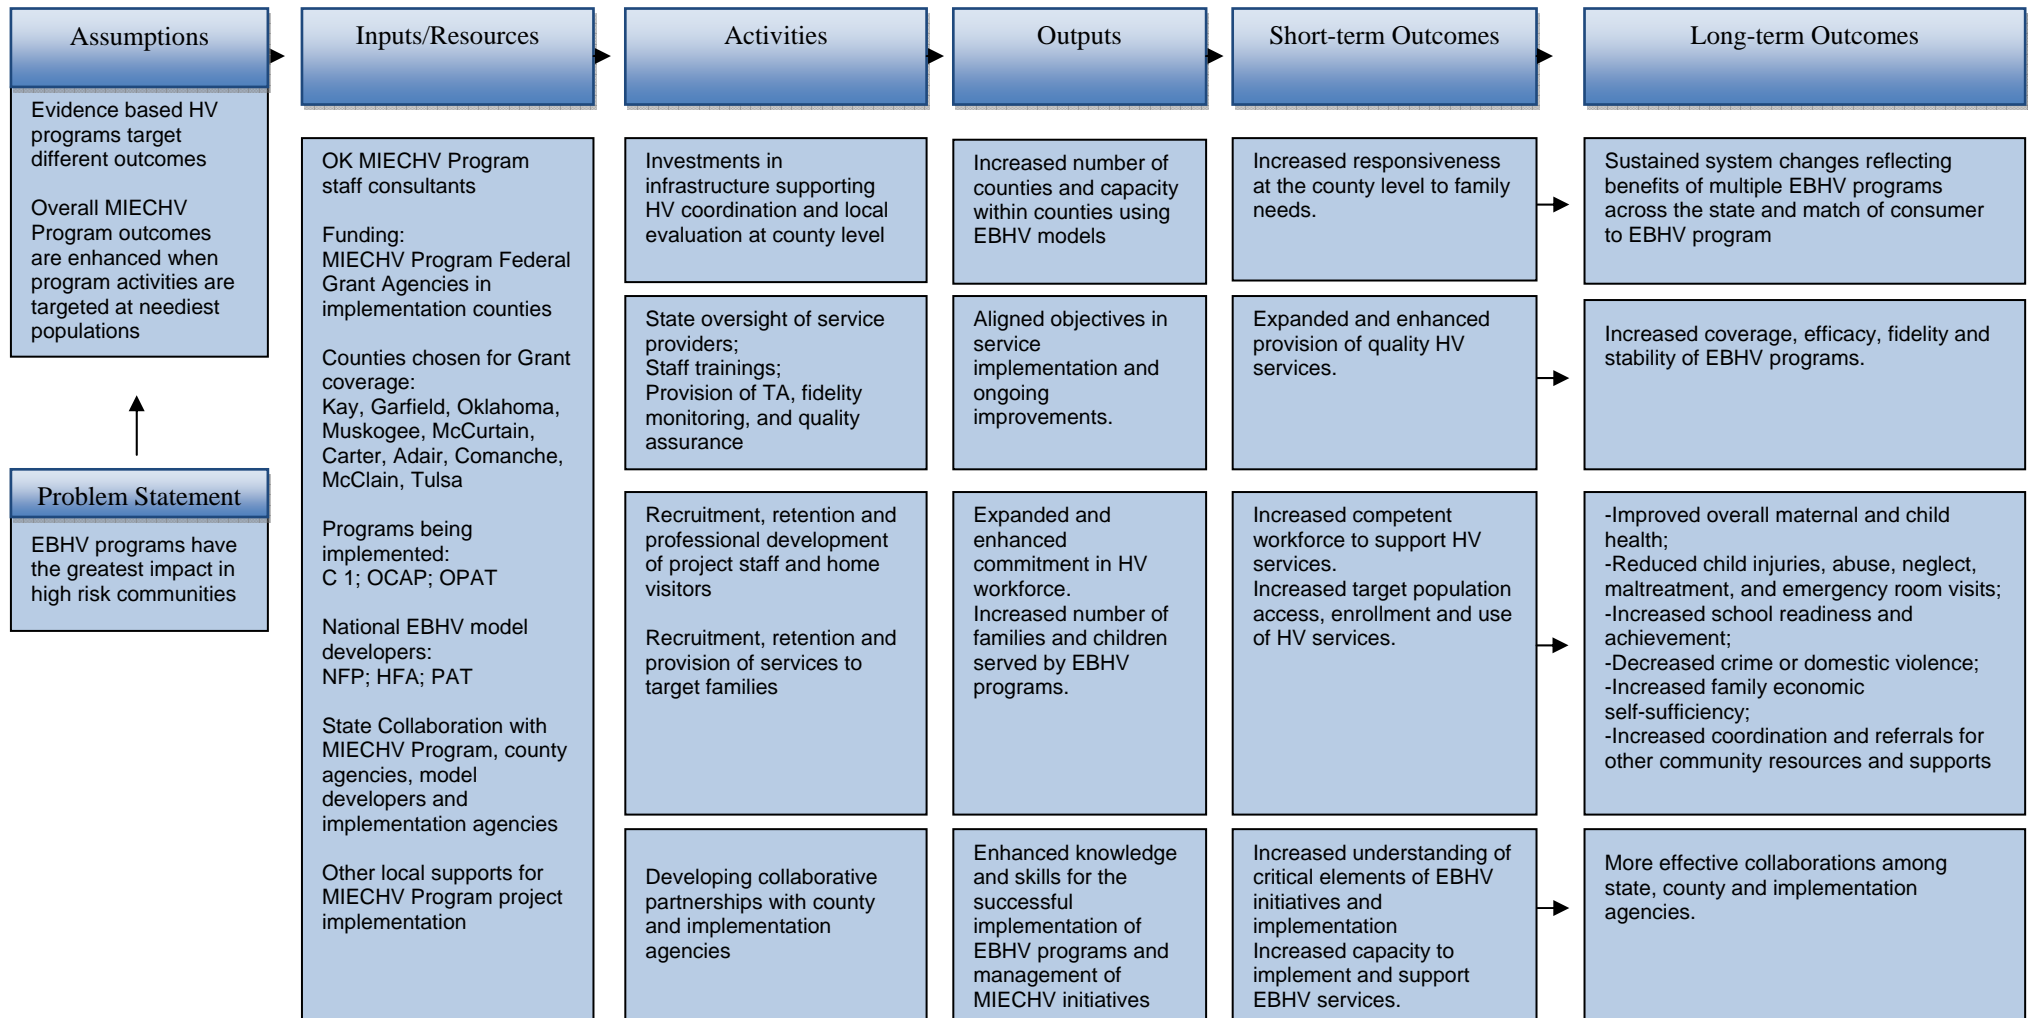 Assumptions
Evidence based HV
programs target
different outcomes
Overall MIECHV
Program outcomes
are enhanced when
program activities are
targeted at neediest
populations
Problem Statement
EBHV programs have
the greatest impact in
high risk communities
Inputs/Resources
OK MIECHV Program
staff consultants
Funding:
MIECHV Program Federal
Grant Agencies in
implementation counties
Counties chosen for Grant
coverage:
Kay, Garfield, Oklahoma,
Muskogee, McCurtain,
Carter, Adair, Comanche,
McClain, Tulsa
Programs being
implemented:
C 1; OCAP; OPAT
National EBHV model
developers:
NFP; HFA; PAT
State Collaboration with
MIECHV Program, county
agencies, model
developers and
implementation agencies
Other local supports for
MIECHV Program project
implementation
Activities
Investments in
infrastructure supporting
HV coordination and local
evaluation at county level
State oversight of service
providers;
Staff trainings;
Provision of TA, fidelity
monitoring, and quality
assurance
Recruitment, retention and
professional development
of project staff and home
visitors
Recruitment, retention and
provision of services to
target families
Developing collaborative
partnerships with county
and implementation
agencies
Outputs
Increased number of
counties and capacity
within counties using
EBHV models
Aligned objectives in
service
implementation and
ongoing
improvements.
Expanded and
enhanced
commitment in HV
workforce.
Increased number of
families and children
served by EBHV
programs.
Enhanced knowledge
and skills for the
successful
implementation of
EBHV programs and
management of
MIECHV initiatives
Short-term Outcomes
Increased responsiveness
at the county level to family
needs.
Expanded and enhanced
provision of quality HV
services.
Increased competent
workforce to support HV
services.
Increased target population
access, enrollment and use
of HV services.
Increased understanding of
critical elements of EBHV
initiatives and
implementation
Increased capacity to
implement and support
EBHV services.
Long-term Outcomes
Sustained system changes reflecting
benefits of multiple EBHV programs
across the state and match of consumer
to EBHV program
Increased coverage, efficacy, fidelity and
stability of EBHV programs.
-Improved overall maternal and child
health;
-Reduced child injuries, abuse, neglect,
maltreatment, and emergency room visits;
-Increased school readiness and
achievement;
-Decreased crime or domestic violence;
-Increased family economic
self-sufficiency;
-Increased coordination and referrals for
other community resources and supports
More effective collaborations among
state, county and implementation
agencies.